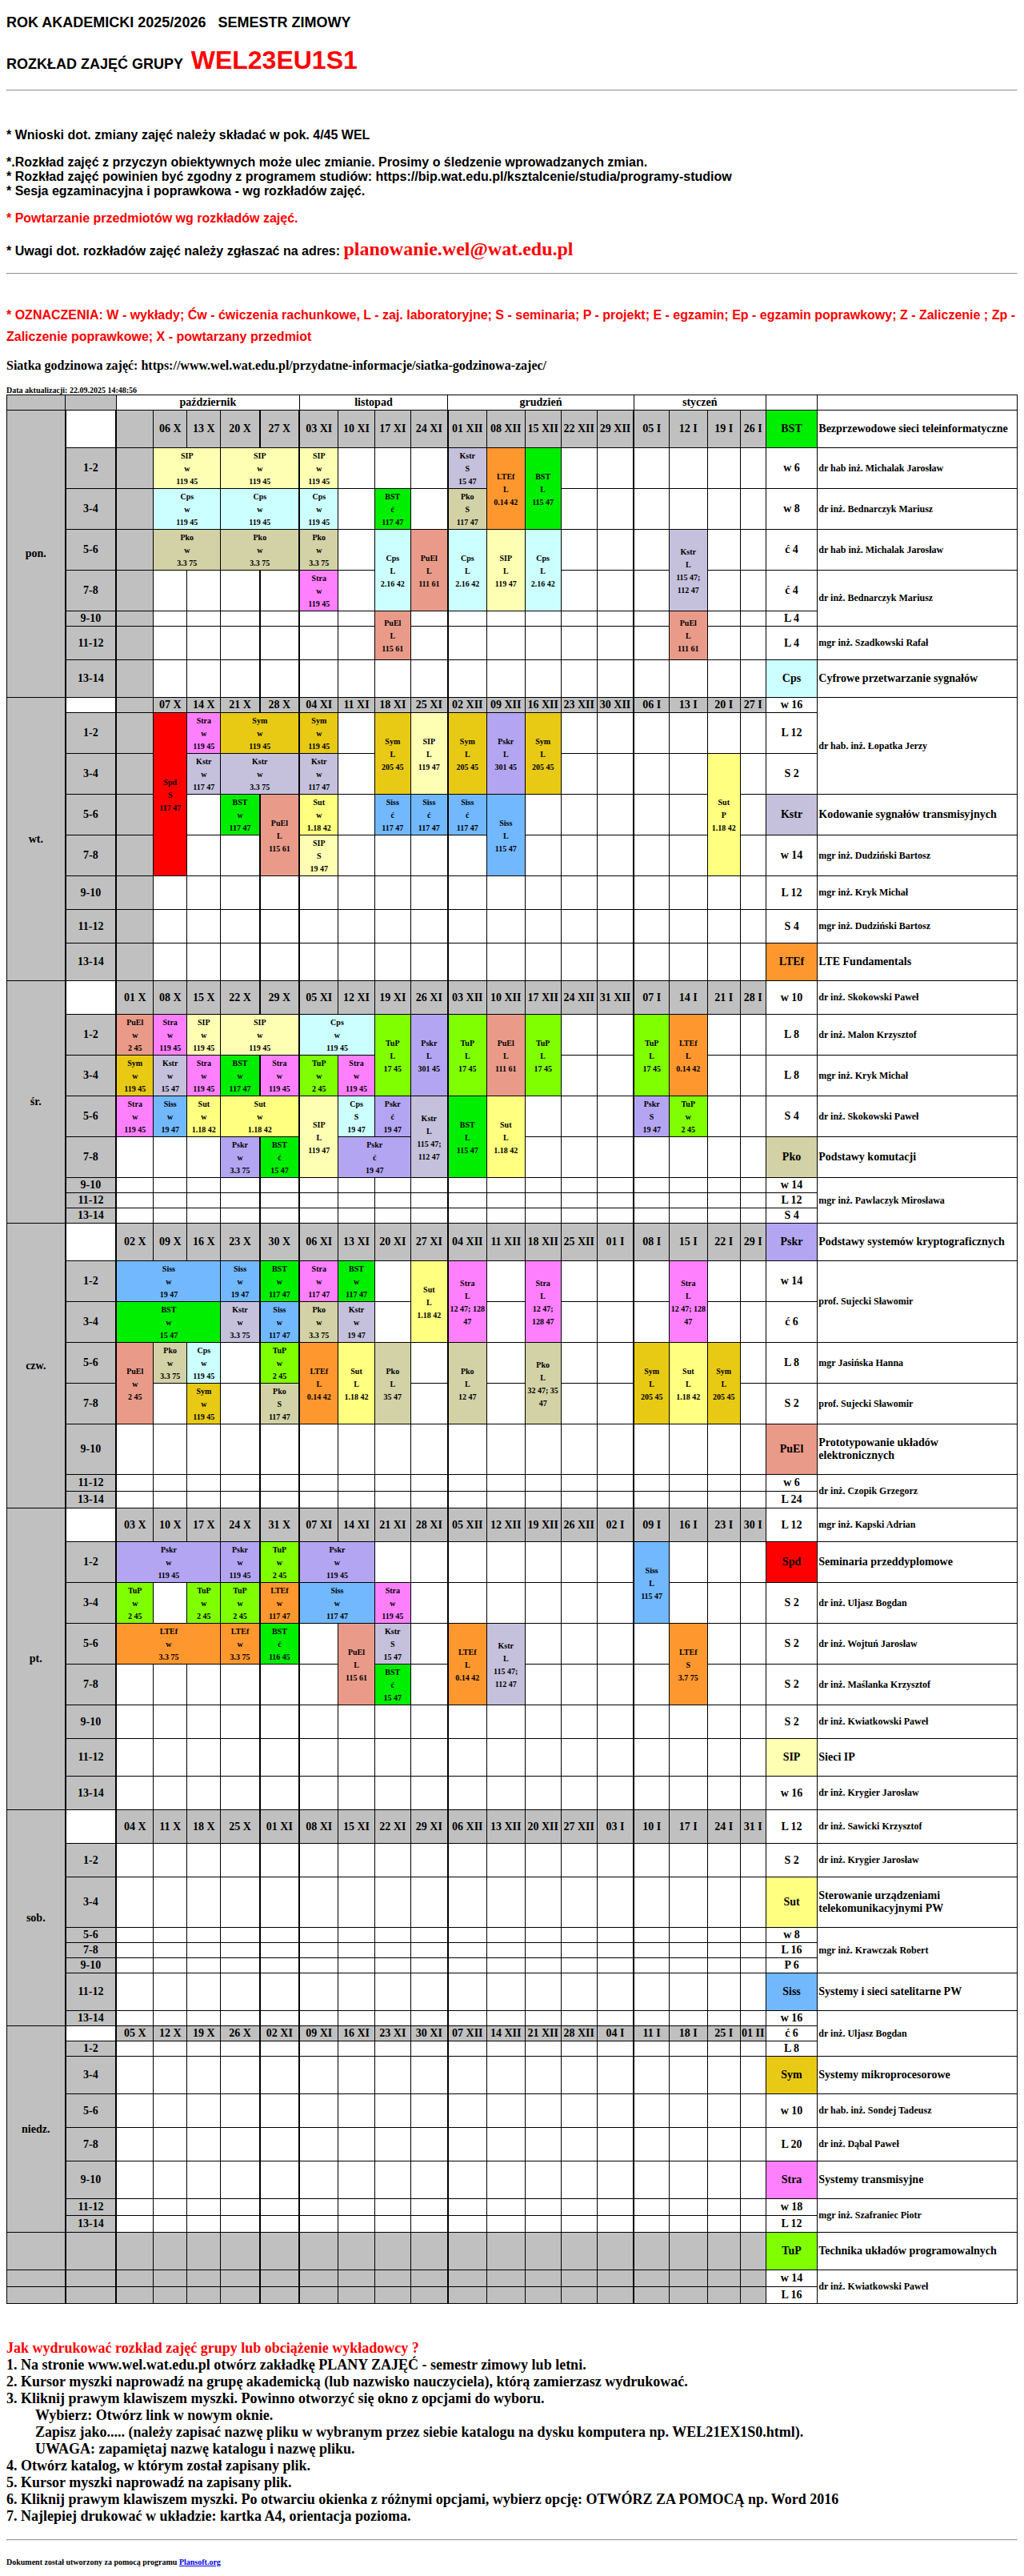 ROK AKADEMICKI 2025/2026 SEMESTR ZIMOWY
ROZKŁAD ZAJĘĆ GRUPY WEL23EU1S1
* Wnioski dot. zmiany zajęć należy składać w pok. 4/45 WEL
*.Rozkład zajęć z przyczyn obiektywnych może ulec zmianie. Prosimy o śledzenie wprowadzanych zmian.
* Rozkład zajęć powinien być zgodny z programem studiów: https://bip.wat.edu.pl/ksztalcenie/studia/programy-studiow
* Sesja egzaminacyjna i poprawkowa - wg rozkładów zajęć.
* Powtarzanie przedmiotów wg rozkładów zajęć.
* Uwagi dot. rozkładów zajęć należy zgłaszać na adres: planowanie.wel@wat.edu.pl
* OZNACZENIA: W - wykłady; Ćw - ćwiczenia rachunkowe, L - zaj. laboratoryjne; S - seminaria; P - projekt; E - egzamin; Ep - egzamin poprawkowy; Z - Zaliczenie ; Zp -
Zaliczenie poprawkowe; X - powtarzany przedmiot
Siatka godzinowa zajęć: https://www.wel.wat.edu.pl/przydatne-informacje/siatka-godzinowa-zajec/
Data aktualizacji: 22.09.2025 14:48:56
październik listopad grudzień styczeń
pon.
06 X 13 X 20 X 27 X 03 XI 10 XI 17 XI 24 XI 01 XII 08 XII 15 XII 22 XII 29 XII 05 I 12 I 19 I 26 I BST Bezprzewodowe sieci teleinformatyczne
1-2 SIP w 119 45 SIP w 119 45 SIP w 119 45 Kstr S 15 47 LTEf L 0.14 42 BST L 115 47 w 6 dr hab inż. Michalak Jarosław
3-4 Cps w 119 45 Cps w 119 45 Cps w 119 45 BST ć 117 47 Pko S 117 47 w 8 dr inż. Bednarczyk Mariusz
5-6 Pko w 3.3 75 Pko w 3.3 75 Pko w 3.3 75 Cps L 2.16 42 PuEl L 111 61 Cps L 2.16 42 SIP L 119 47 Cps L 2.16 42 Kstr L 115 47; 112 47 ć 4 dr hab inż. Michalak Jarosław
7-8 Stra w 119 45 ć 4 dr inż. Bednarczyk Mariusz
9-10 PuEl L 115 61 PuEl L 111 61 L 4
11-12 L 4 mgr inż. Szadkowski Rafał
13-14 Cps Cyfrowe przetwarzanie sygnałów
wt.
07 X 14 X 21 X 28 X 04 XI 11 XI 18 XI 25 XI 02 XII 09 XII 16 XII 23 XII 30 XII 06 I 13 I 20 I 27 I w 16 dr hab. inż. Łopatka Jerzy
1-2 Spd S 117 47 Stra w 119 45 Sym w 119 45 Sym w 119 45 Sym L 205 45 SIP L 119 47 Sym L 205 45 Pskr L 301 45 Sym L 205 45 L 12
3-4 Kstr w 117 47 Kstr w 3.3 75 Kstr w 117 47 Sut P 1.18 42 S 2
5-6 BST w 117 47 PuEl L 115 61 Sut w 1.18 42 Siss ć 117 47 Siss ć 117 47 Siss ć 117 47 Siss L 115 47 Kstr Kodowanie sygnałów transmisyjnych
7-8 SIP S 19 47 w 14 mgr inż. Dudziński Bartosz
9-10 L 12 mgr inż. Kryk Michał
11-12 S 4 mgr inż. Dudziński Bartosz
13-14 LTEf LTE Fundamentals
śr.
01 X 08 X 15 X 22 X 29 X 05 XI 12 XI 19 XI 26 XI 03 XII 10 XII 17 XII 24 XII 31 XII 07 I 14 I 21 I 28 I w 10 dr inż. Skokowski Paweł
1-2 PuEl w 2 45 Stra w 119 45 SIP w 119 45 SIP w 119 45 Cps w 119 45 TuP L 17 45 Pskr L 301 45 TuP L 17 45 PuEl L 111 61 TuP L 17 45 TuP L 17 45 LTEf L 0.14 42 L 8 dr inż. Malon Krzysztof
3-4 Sym w 119 45 Kstr w 15 47 Stra w 119 45 BST w 117 47 Stra w 119 45 TuP w 2 45 Stra w 119 45 L 8 mgr inż. Kryk Michał
5-6 Stra w 119 45 Siss w 19 47 Sut w 1.18 42 Sut w 1.18 42 SIP L 119 47 Cps S 19 47 Pskr ć 19 47 Kstr L 115 47; 112 47 BST L 115 47 Sut L 1.18 42 Pskr S 19 47 TuP w 2 45 S 4 dr inż. Skokowski Paweł
7-8 Pskr w 3.3 75 BST ć 15 47 Pskr ć 19 47 Pko Podstawy komutacji
9-10 w 14
11-12 L 12 mgr inż. Pawlaczyk Mirosława
13-14 S 4
czw.
02 X 09 X 16 X 23 X 30 X 06 XI 13 XI 20 XI 27 XI 04 XII 11 XII 18 XII 25 XII 01 I 08 I 15 I 22 I 29 I Pskr Podstawy systemów kryptograficznych
1-2 Siss w 19 47 Siss w 19 47 BST w 117 47 Stra w 117 47 BST w 117 47 Sut L 1.18 42 Stra L 12 47; 128 47 Stra L 12 47; 128 47 Stra L 12 47; 128 47 w 14 prof. Sujecki Sławomir
3-4 BST w 15 47 Kstr w 3.3 75 Siss w 117 47 Pko w 3.3 75 Kstr w 19 47 ć 6
5-6 PuEl w 2 45 Pko w 3.3 75 Cps w 119 45 TuP w 2 45 LTEf L 0.14 42 Sut L 1.18 42 Pko L 35 47 Pko L 12 47 Pko L 32 47; 35 47 Sym L 205 45 Sut L 1.18 42 Sym L 205 45 L 8 mgr Jasińska Hanna
7-8 Sym w 119 45 Pko S 117 47 S 2 prof. Sujecki Sławomir
9-10 PuEl Prototypowanie układów elektronicznych
11-12 w 6 dr inż. Czopik Grzegorz
13-14 L 24
pt.
03 X 10 X 17 X 24 X 31 X 07 XI 14 XI 21 XI 28 XI 05 XII 12 XII 19 XII 26 XII 02 I 09 I 16 I 23 I 30 I L 12 mgr inż. Kapski Adrian
1-2 Pskr w 119 45 Pskr w 119 45 TuP w 2 45 Pskr w 119 45 Siss L 115 47 Spd Seminaria przeddyplomowe
3-4 TuP w 2 45 TuP w 2 45 TuP w 2 45 LTEf w 117 47 Siss w 117 47 Stra w 119 45 S 2 dr inż. Uljasz Bogdan
5-6 LTEf w 3.3 75 LTEf w 3.3 75 BST ć 116 45 PuEl L 115 61 Kstr S 15 47 LTEf L 0.14 42 Kstr L 115 47; 112 47 LTEf S 3.7 75 S 2 dr inż. Wojtuń Jarosław
7-8 BST ć 15 47 S 2 dr inż. Maślanka Krzysztof
9-10 S 2 dr inż. Kwiatkowski Paweł
11-12 SIP Sieci IP
13-14 w 16 dr inż. Krygier Jarosław
sob.
04 X 11 X 18 X 25 X 01 XI 08 XI 15 XI 22 XI 29 XI 06 XII 13 XII 20 XII 27 XII 03 I 10 I 17 I 24 I 31 I L 12 dr inż. Sawicki Krzysztof
1-2 S 2 dr inż. Krygier Jarosław
3-4 Sut Sterowanie urządzeniami telekomunikacyjnymi PW
5-6 w 8
7-8 L 16 mgr inż. Krawczak Robert
9-10 P 6
11-12 Siss Systemy i sieci satelitarne PW
13-14 w 16
niedz.
05 X 12 X 19 X 26 X 02 XI 09 XI 16 XI 23 XI 30 XI 07 XII 14 XII 21 XII 28 XII 04 I 11 I 18 I 25 I 01 II ć 6 dr inż. Uljasz Bogdan
1-2 L 8
3-4 Sym Systemy mikroprocesorowe
5-6 w 10 dr hab. inż. Sondej Tadeusz
7-8 L 20 dr inż. Dąbal Paweł
9-10 Stra Systemy transmisyjne
11-12 w 18 mgr inż. Szafraniec Piotr
13-14 L 12
TuP Technika układów programowalnych
w 14 dr inż. Kwiatkowski Paweł
L 16
Jak wydrukować rozkład zajęć grupy lub obciążenie wykładowcy ?
1. Na stronie www.wel.wat.edu.pl otwórz zakładkę PLANY ZAJĘĆ - semestr zimowy lub letni.
2. Kursor myszki naprowadź na grupę akademicką (lub nazwisko nauczyciela), którą zamierzasz wydrukować.
3. Kliknij prawym klawiszem myszki. Powinno otworzyć się okno z opcjami do wyboru.
Wybierz: Otwórz link w nowym oknie.
Zapisz jako..... (należy zapisać nazwę pliku w wybranym przez siebie katalogu na dysku komputera np. WEL21EX1S0.html).
UWAGA: zapamiętaj nazwę katalogu i nazwę pliku.
4. Otwórz katalog, w którym został zapisany plik.
5. Kursor myszki naprowadź na zapisany plik.
6. Kliknij prawym klawiszem myszki. Po otwarciu okienka z różnymi opcjami, wybierz opcję: OTWÓRZ ZA POMOCĄ np. Word 2016
7. Najlepiej drukować w układzie: kartka A4, orientacja pozioma.
Dokument został utworzony za pomocą programu Plansoft.org